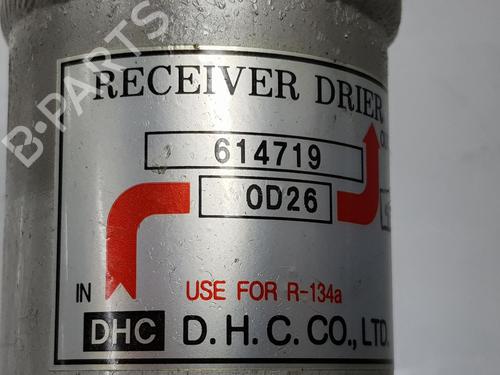 RECEIVER DRIER
614719
0D26
IN
USE FOR R-134a
DHC D. H. C. CO., LTD.
B-PARTS